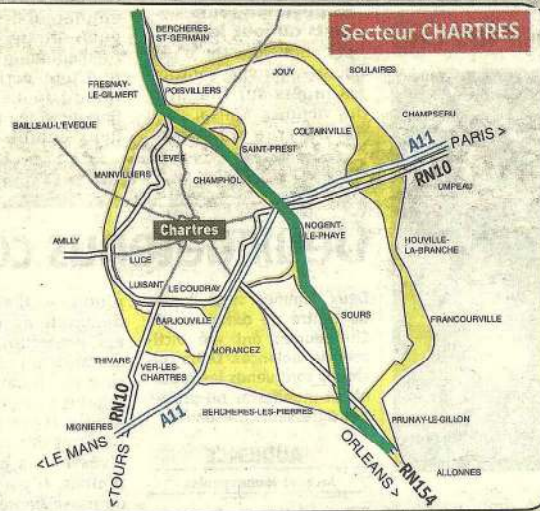 Secteur CHARTRES
BERCHERES-
ST-GERMAIN
JOUY
SOULAIRES
FRESNAY-
LE-GILMERT
POISVILLIERS
CHAMPSERU
BAILLEAU-L'EVEQUE
COLTAINVILLE
A11
PARIS >
LEVES
SAINT-PREST
RN10
MAINVILLIERS
CHAMPHOL
UMPEAU
Chartres
NOGENT-
LE-PHAYE
AMILLY
HOUVILLE-
LA-BRANCHE
LUCE
LUISANT
LE COUDRAY
SOURS
FRANCOURVILLE
BARJOUVILLE
MORANCEZ
THIVARS
VER-LES-
CHARTRES
RN10
A11
BERCHERES-LES-PIERRES
PRUNAY-LE-GILLON
MIGNIERES
<LE MANS
<TOURS
ORLEANS >
RN154
ALLONNES